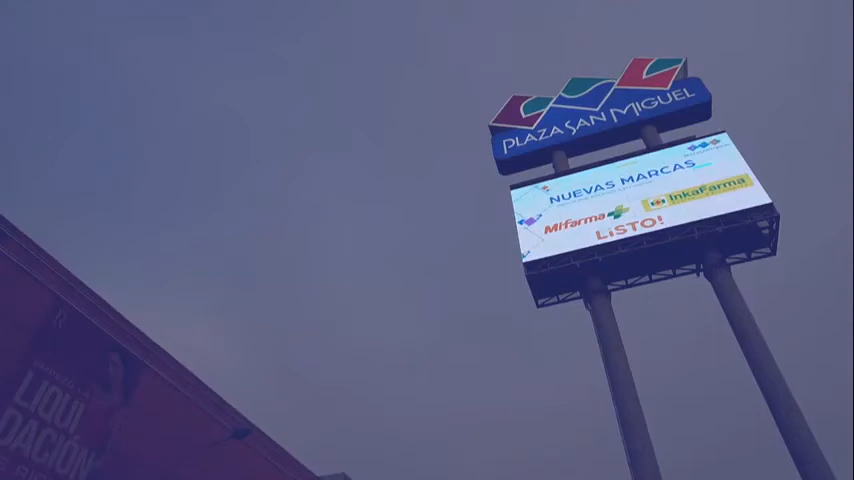 PLAZA SAN MIGUEL
NUEVAS MARCAS
Mifarma
InkaFarma
LiSTO!
LIQUI
DACIÓN